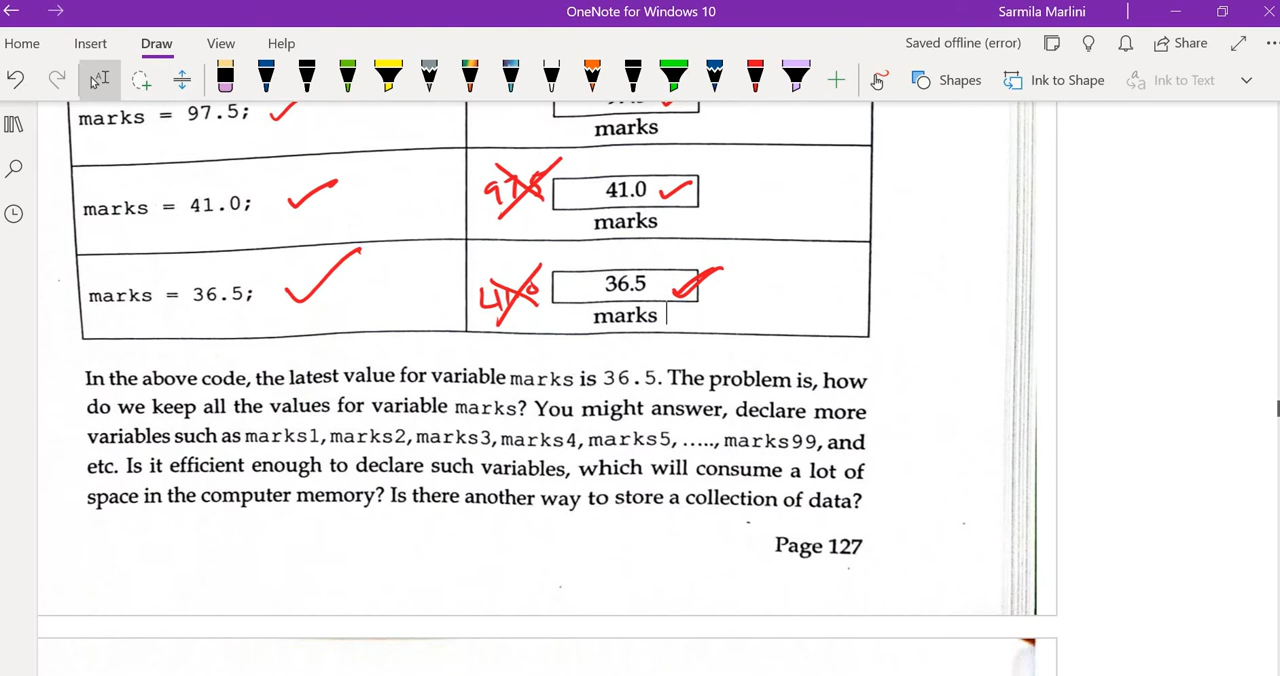 OneNote for Windows 10
Sarmila Marlini
Home Insert Draw View Help
Saved offline (error)
Share
Shapes
Ink to Shape
Ink to Text
marks = 97.5; 
marks
marks = 41.0;
97.5
41.0
marks
marks = 36.5;
41.0
36.5
marks
In the above code, the latest value for variable marks is 36.5. The problem is, how
do we keep all the values for variable marks? You might answer, declare more
variables such as marks1, marks2, marks3, marks4, marks5, ....., marks99, and
etc. Is it efficient enough to declare such variables, which will consume a lot of
space in the computer memory? Is there another way to store a collection of data?
Page 127